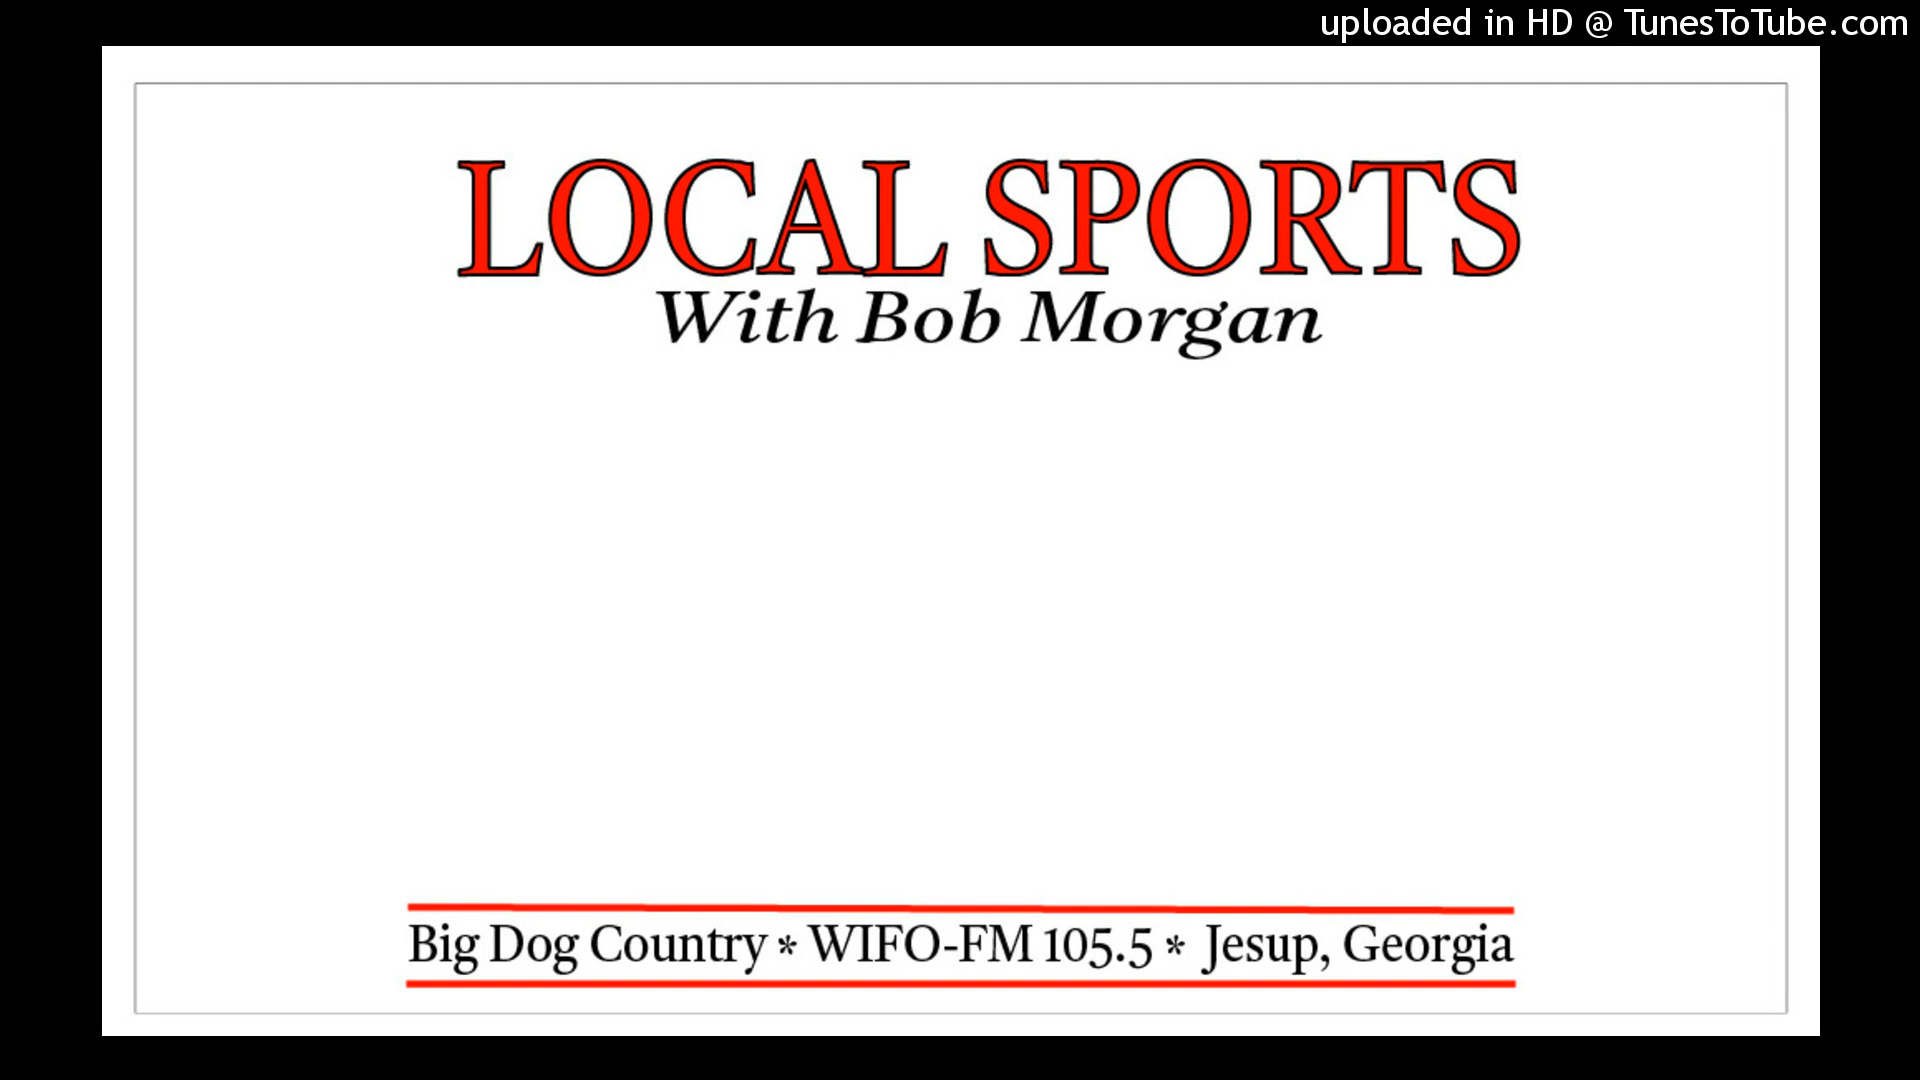 uploaded in HD @ TunesToTube.com
LOCAL SPORTS
With Bob Morgan
Big Dog Country * WIFO-FM 105.5 * Jesup, Georgia